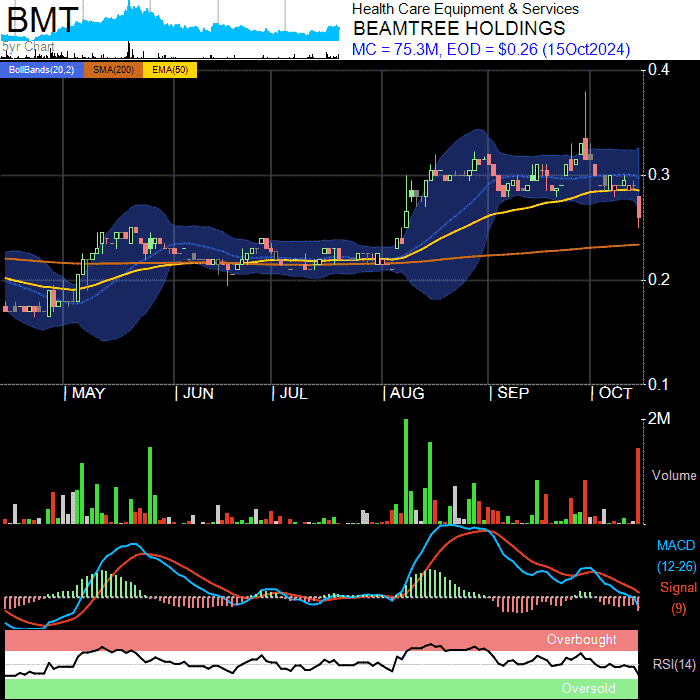 BMT
5yr Chart
Health Care Equipment & Services
BEAMTREE HOLDINGS
MC = 75.3M, EOD = $0.26 (15Oct2024)
BollBands(20,2) SMA(200) EMA(50)
0.4
0.3
0.2
0.1
| MAY | JUN | JUL | AUG | SEP | OCT
2M
Volume
MACD
(12-26)
Signal
(9)
Overbought
RSI(14)
Oversold